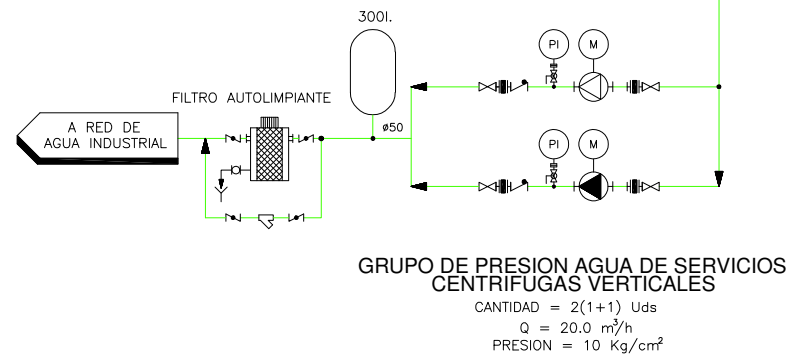 300l.
PI
M
FILTRO AUTOLIMPIANTE
A RED DE
AGUA INDUSTRIAL
ø50
PI
M
GRUPO DE PRESION AGUA DE SERVICIOS
CENTRIFUGAS VERTICALES
CANTIDAD = 2(1+1) Uds
Q = 20.0 m³/h
PRESION = 10 Kg/cm²